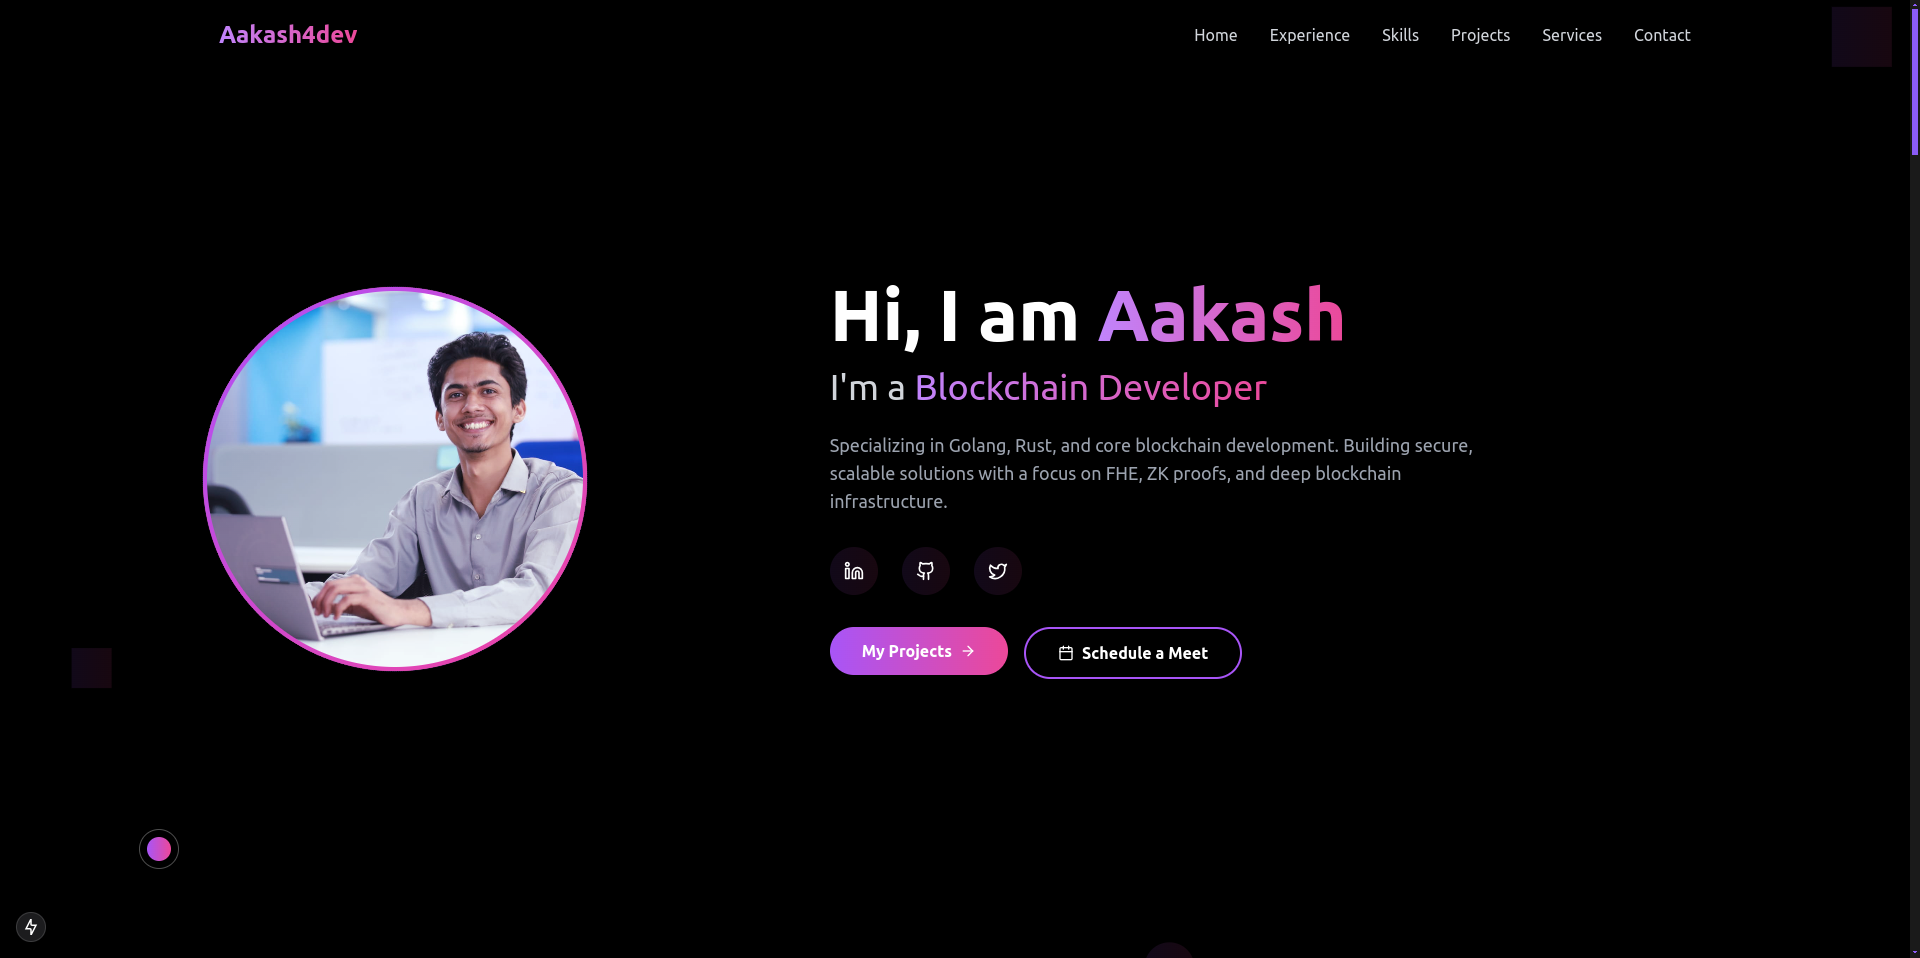 Aakash4dev
Home Experience Skills Projects Services Contact
Hi, I am Aakash
I'm a Blockchain Developer
Specializing in Golang, Rust, and core blockchain development. Building secure,
scalable solutions with a focus on FHE, ZK proofs, and deep blockchain
infrastructure.
My Projects
Schedule a Meet